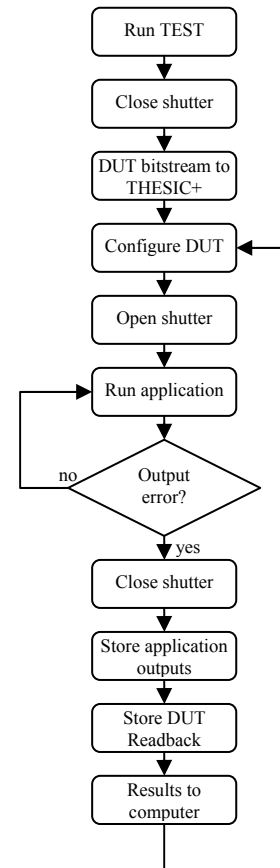 Run TEST
Close shutter
DUT bitstream to
THESIC+
Configure DUT
Open shutter
Run application
Output
error?
no
yes
Close shutter
Store application
outputs
Store DUT
Readback
Results to
computer